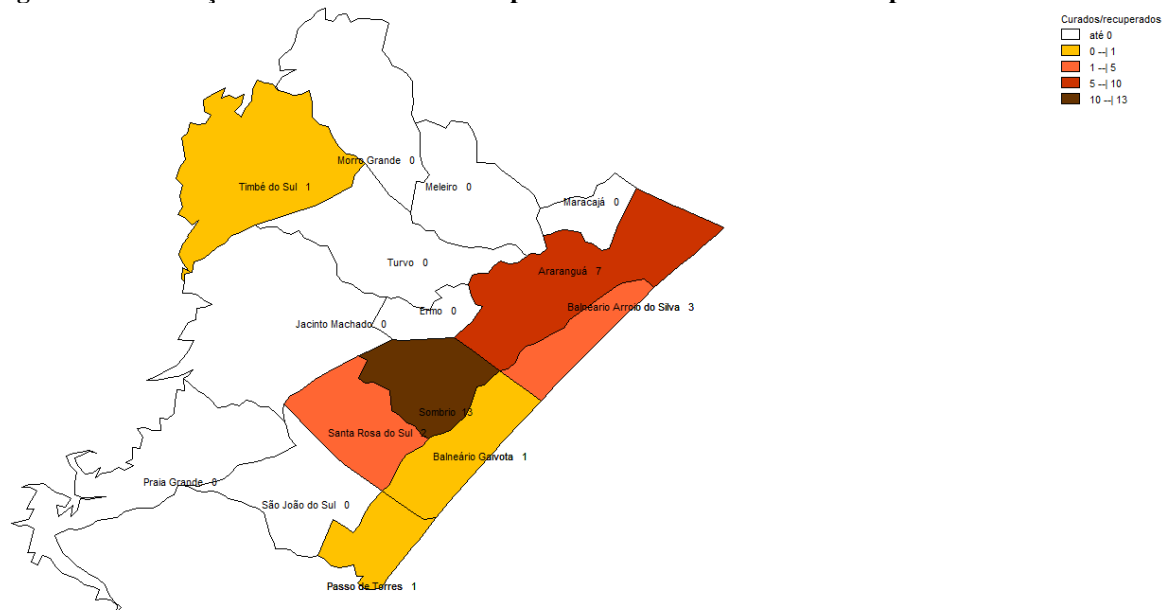 Curados/recuperados
até 0
0 --| 1
1 --| 5
5 --| 10
10 --| 13
Morro Grande 0
Timbé do Sul 1
Meleiro 0
Maracajá 0
Turvo 0
Araranguá 7
Balneário Arroio do Silva 3
Ermo 0
Jacinto Machado 0
Sombrio 13
Santa Rosa do Sul 2
Balneário Gaivota 1
Praia Grande 0
São João do Sul 0
Passo de Torres 1